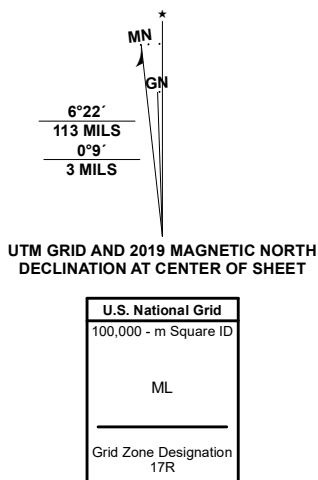 MN
GN
6°22´
113 MILS
0°9´
3 MILS
UTM GRID AND 2019 MAGNETIC NORTH
DECLINATION AT CENTER OF SHEET
U.S. National Grid
100,000 - m Square ID
ML
Grid Zone Designation
17R